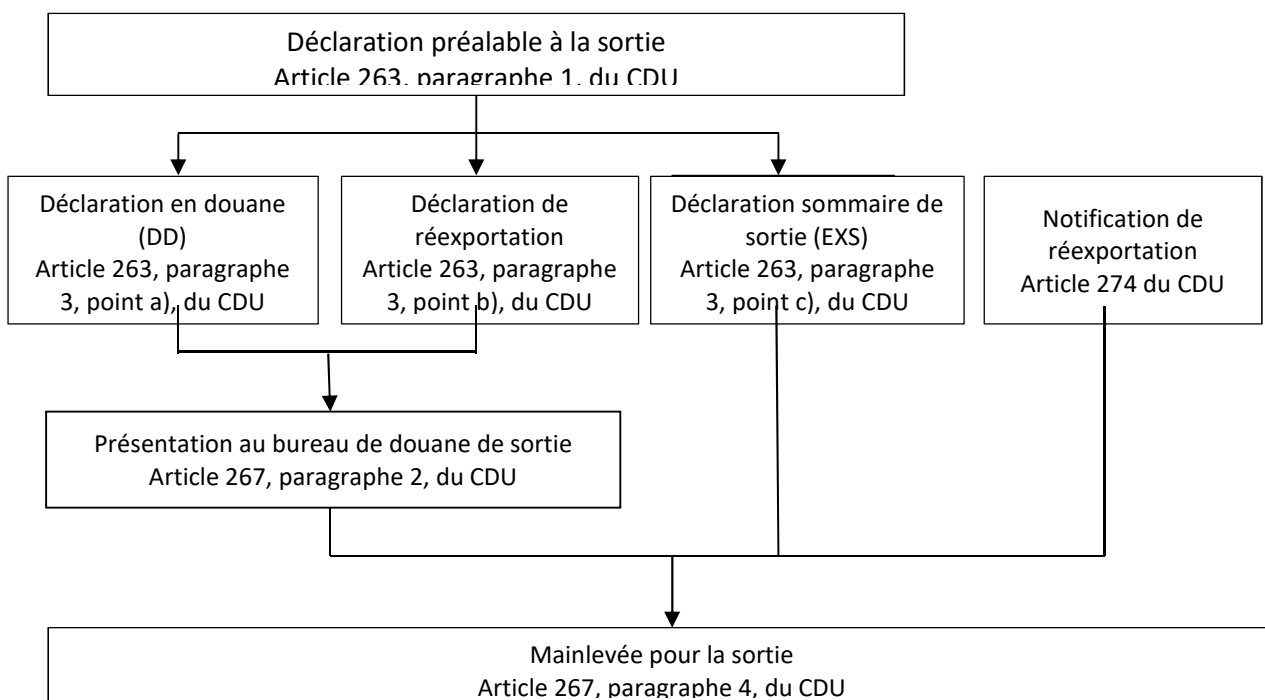 Déclaration préalable à la sortie
Article 263, paragraphe 1, du CDU
Déclaration en douane
(DD)
Article 263, paragraphe
3, point a), du CDU
Déclaration de
réexportation
Article 263, paragraphe
3, point b), du CDU
Déclaration sommaire de
sortie (EXS)
Article 263, paragraphe
3, point c), du CDU
Notification de
réexportation
Article 274 du CDU
Présentation au bureau de douane de sortie
Article 267, paragraphe 2, du CDU
Mainlevée pour la sortie
Article 267, paragraphe 4, du CDU